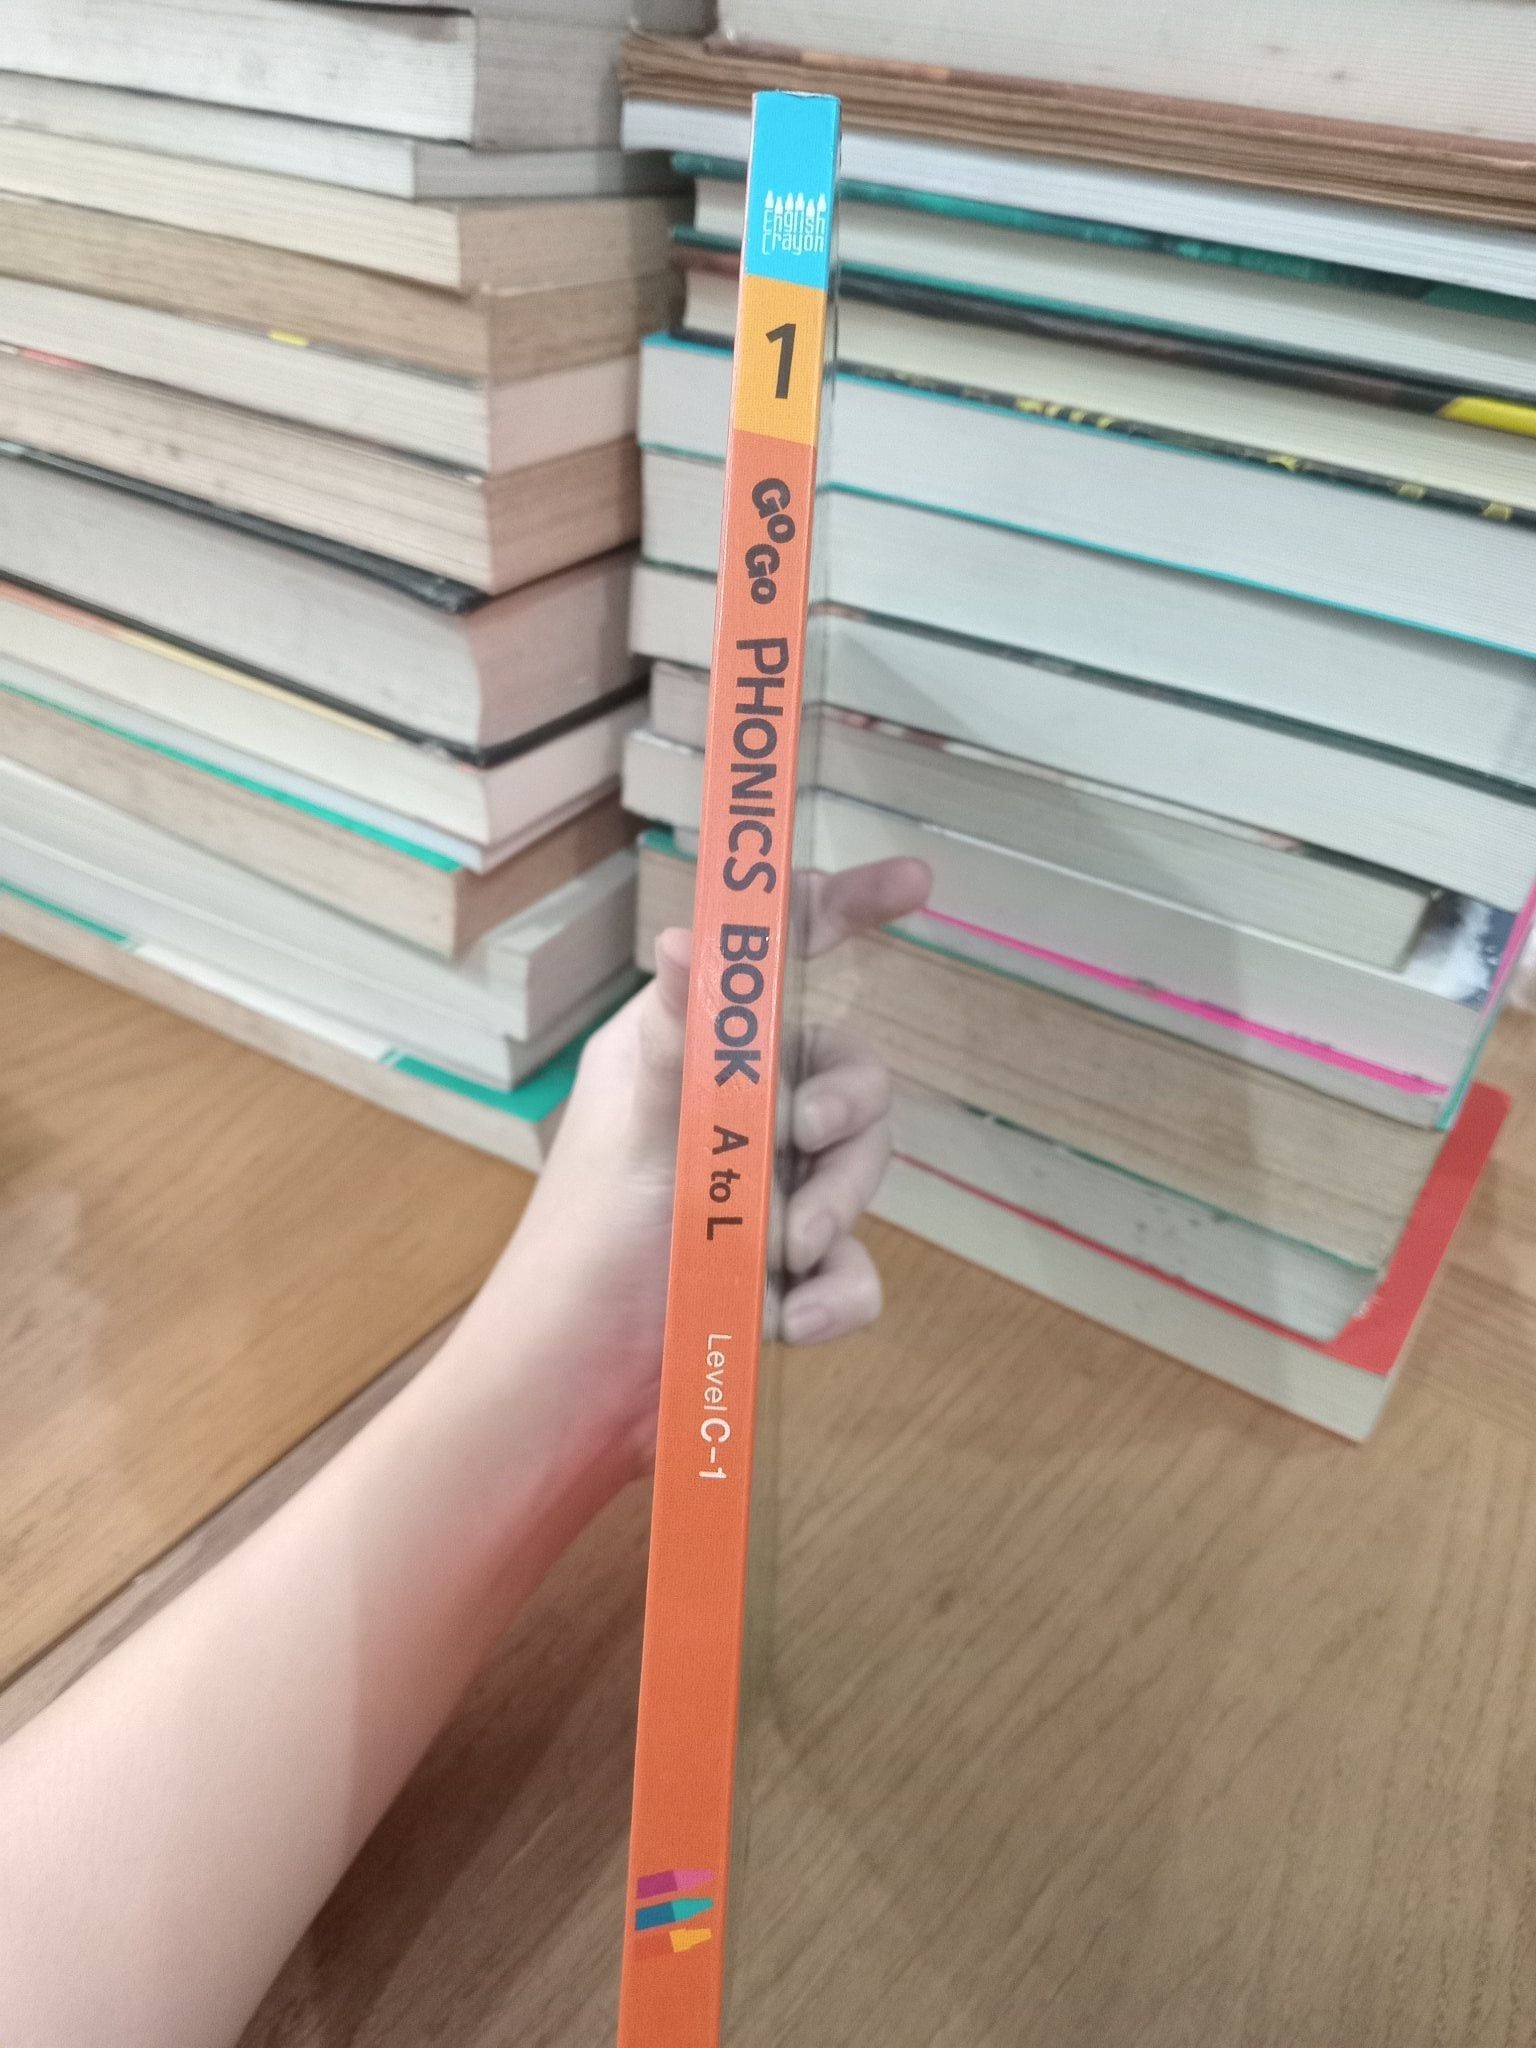 English
Crayon
1
GOGO PHONICS BOOK A to L Level C-1